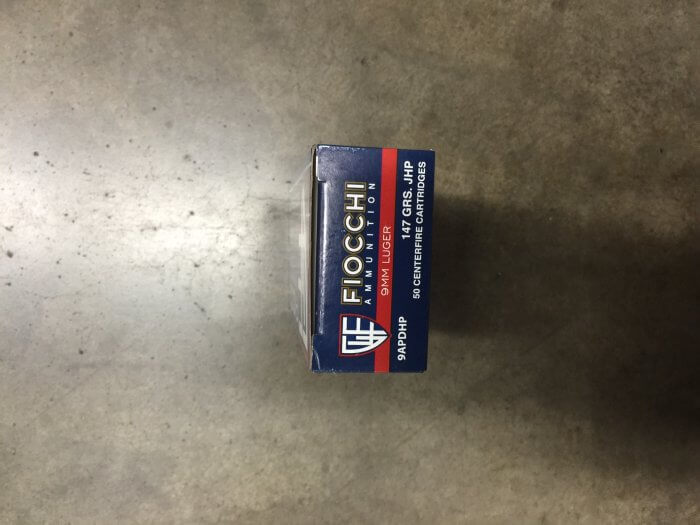 FIOCCHI
AMMUNITION
9MM LUGER
147 GRS. JHP
9APDHP
50 CENTERFIRE CARTRIDGES